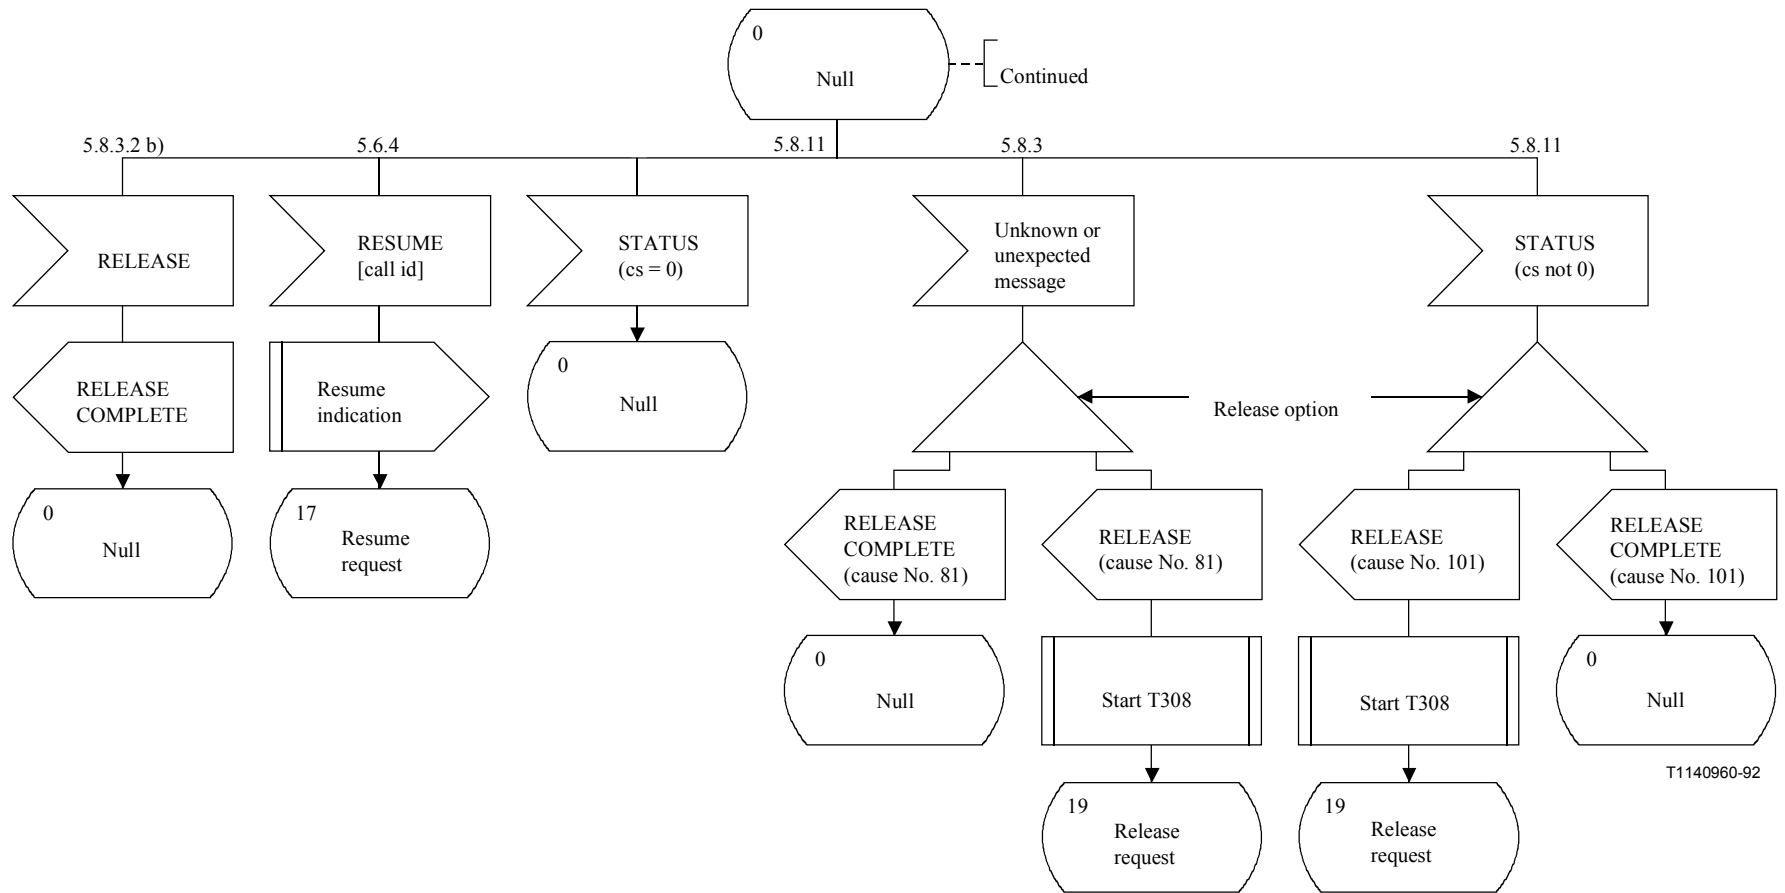 0
Null
Continued
5.8.3.2 b)
5.6.4
5.8.11
5.8.3
5.8.11
RELEASE
RESUME
[call id]
STATUS
(cs = 0)
Unknown or
unexpected
message
STATUS
(cs not 0)
RELEASE
COMPLETE
Resume
indication
0
Null
Release option
0
Null
17
Resume
request
RELEASE
COMPLETE
(cause No. 81)
RELEASE
(cause No. 81)
RELEASE
(cause No. 101)
RELEASE
COMPLETE
(cause No. 101)
0
Null
Start T308
Start T308
0
Null
T1140960-92
19
Release
request
19
Release
request